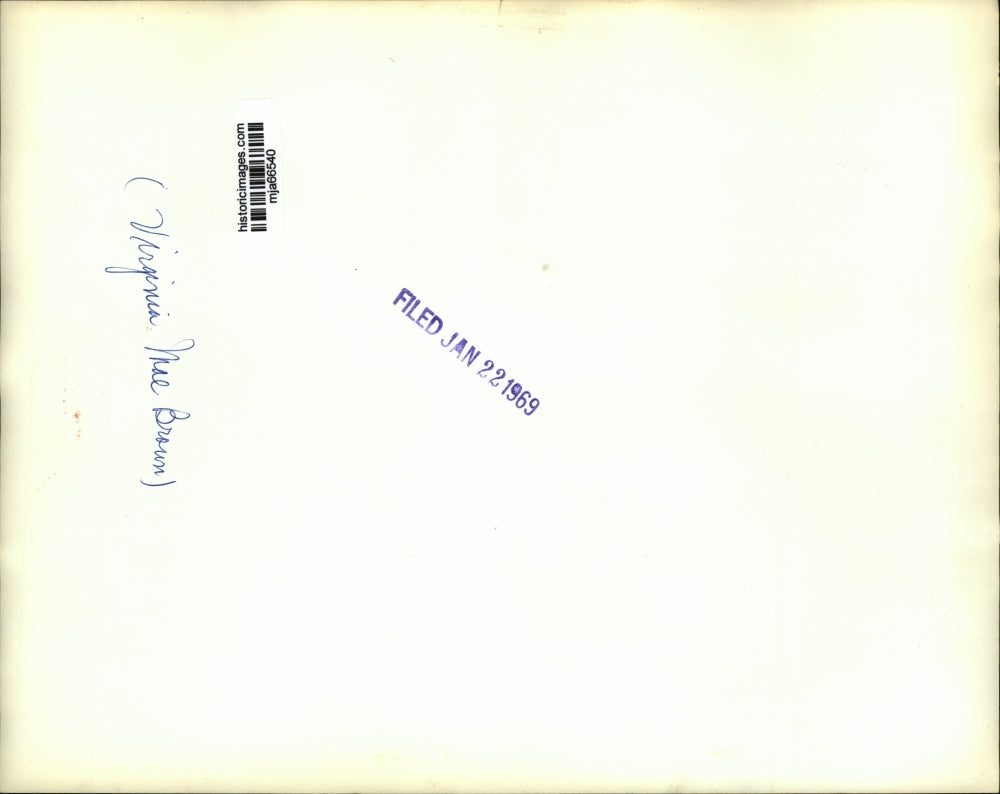 historicimages.com
mja66540
(Virginia Mae Brown)
FILED JAN 22 1969